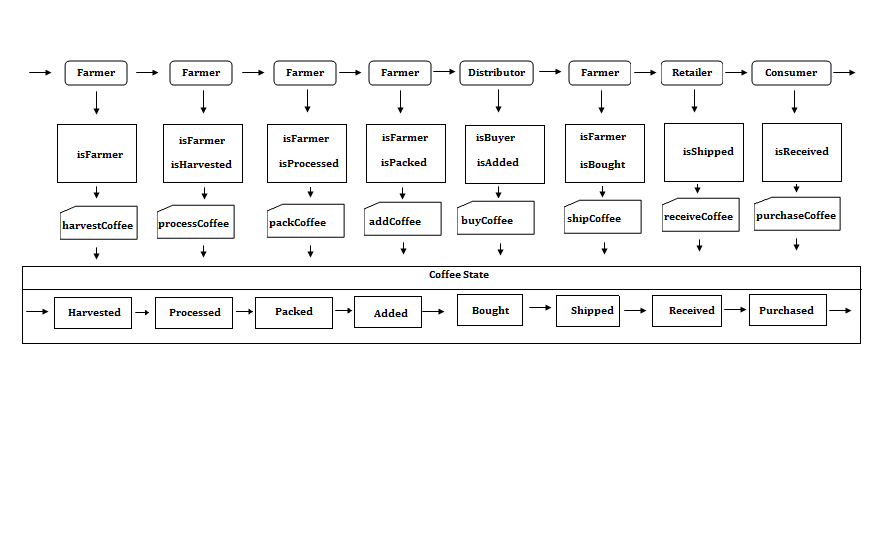 Farmer Farmer Farmer Farmer Distributor Farmer Retailer Consumer
isFarmer
isFarmer
isHarvested
isFarmer
isProcessed
isFarmer
isPacked
isBuyer
isAdded
isFarmer
isBought
isShipped
isReceived
harvestCoffee processCoffee packCoffee addCoffee buyCoffee shipCoffee receiveCoffee purchaseCoffee
Coffee State
Harvested Processed Packed Added Bought Shipped Received Purchased